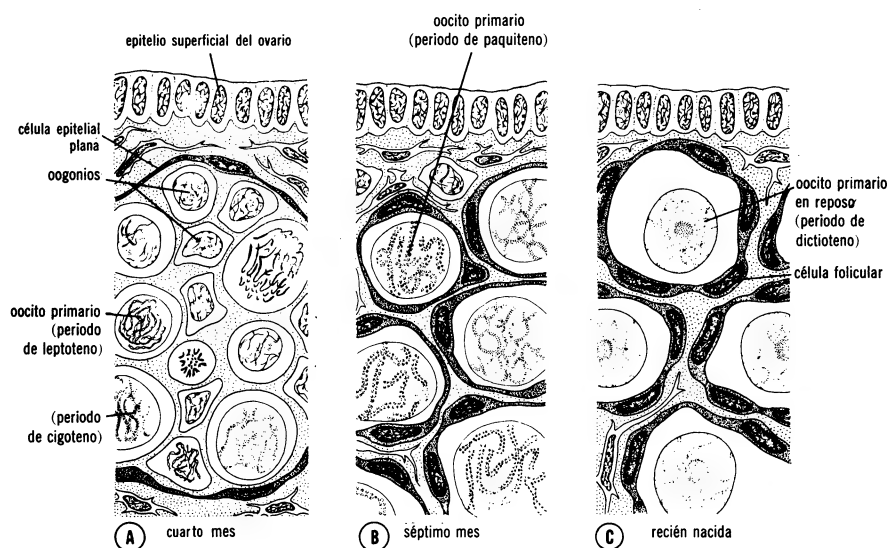 epitelio superficial del ovario
célula epitelial
plana
oogonios
oocito primario
(periodo
de leptoteno)
(periodo
de cigoteno)
A
cuarto mes
oocito primario
(periodo de paquiteno)
B
séptimo mes
oocito primario
en reposo
(periodo de
dictioteno)
célula folicular
C
recién nacida